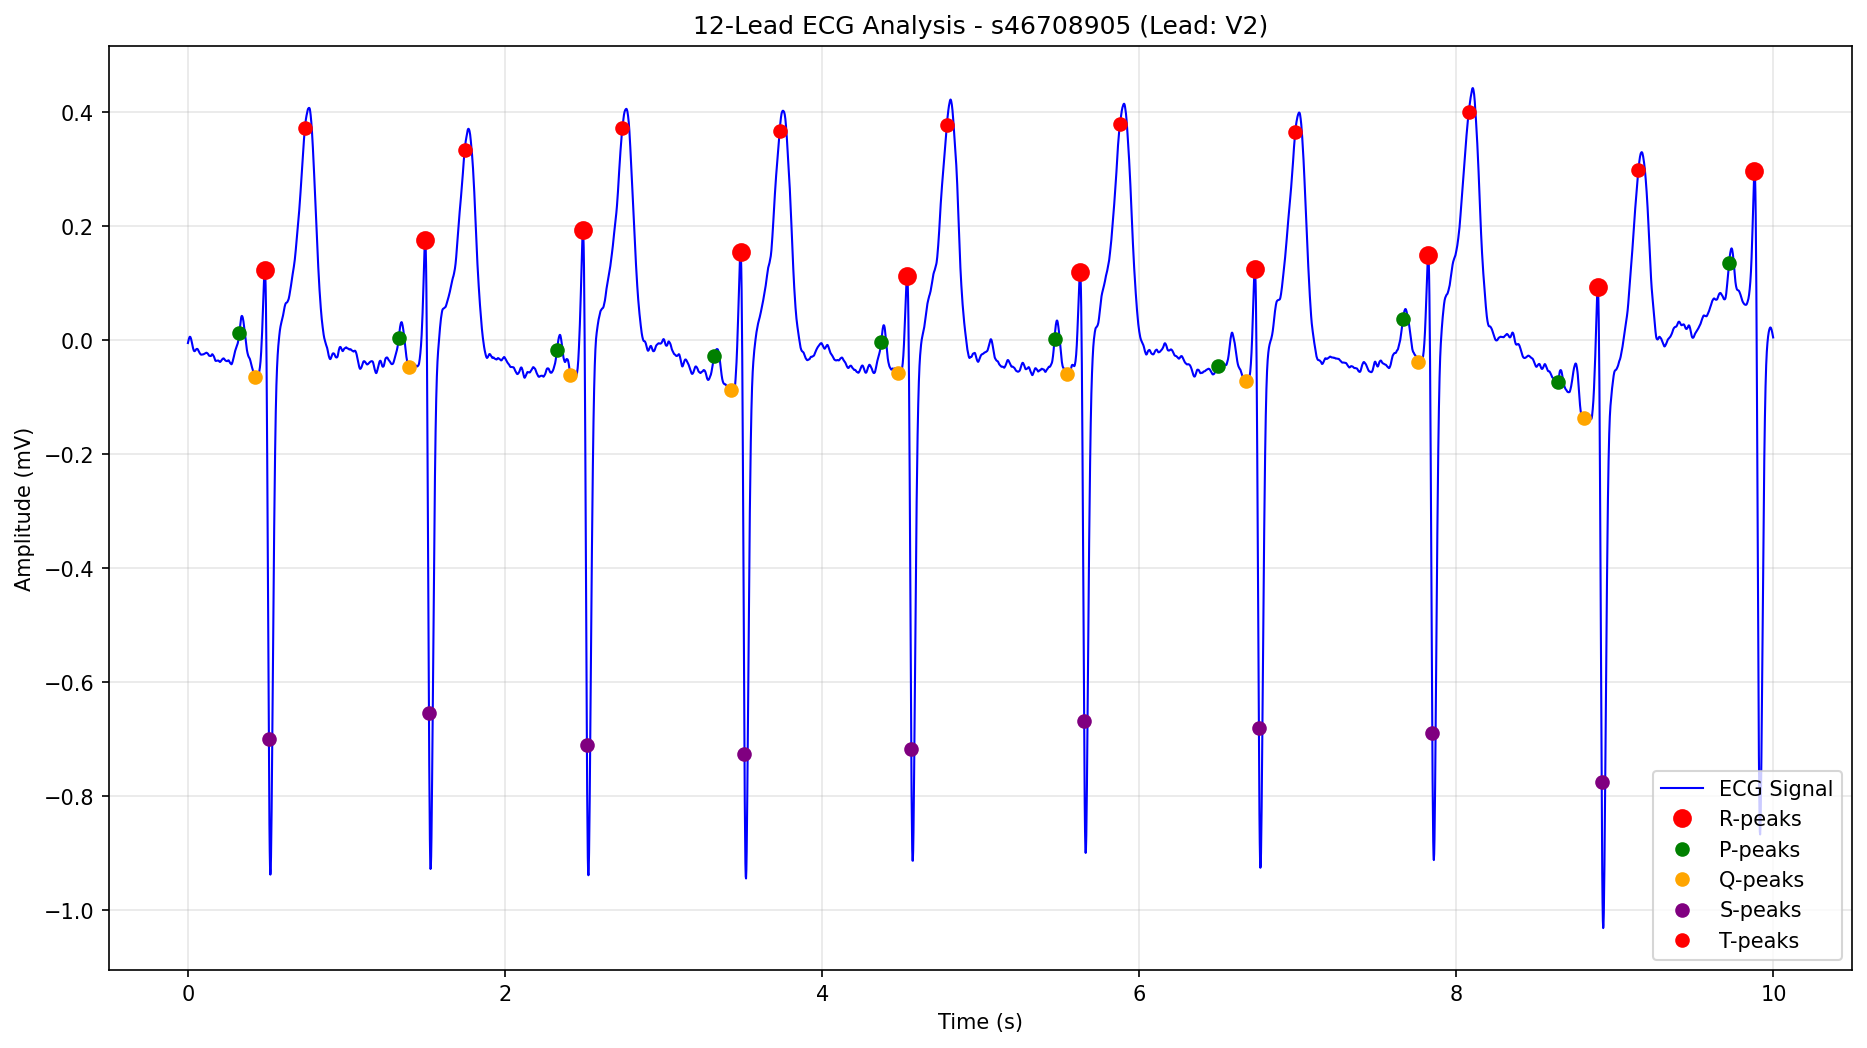 12-Lead ECG Analysis - s46708905 (Lead: V2)
Amplitude (mV)
0.4
0.2
0.0
−0.2
−0.4
−0.6
−0.8
−1.0
0 2 4 6 8 10
Time (s)
ECG Signal
R-peaks
P-peaks
Q-peaks
S-peaks
T-peaks